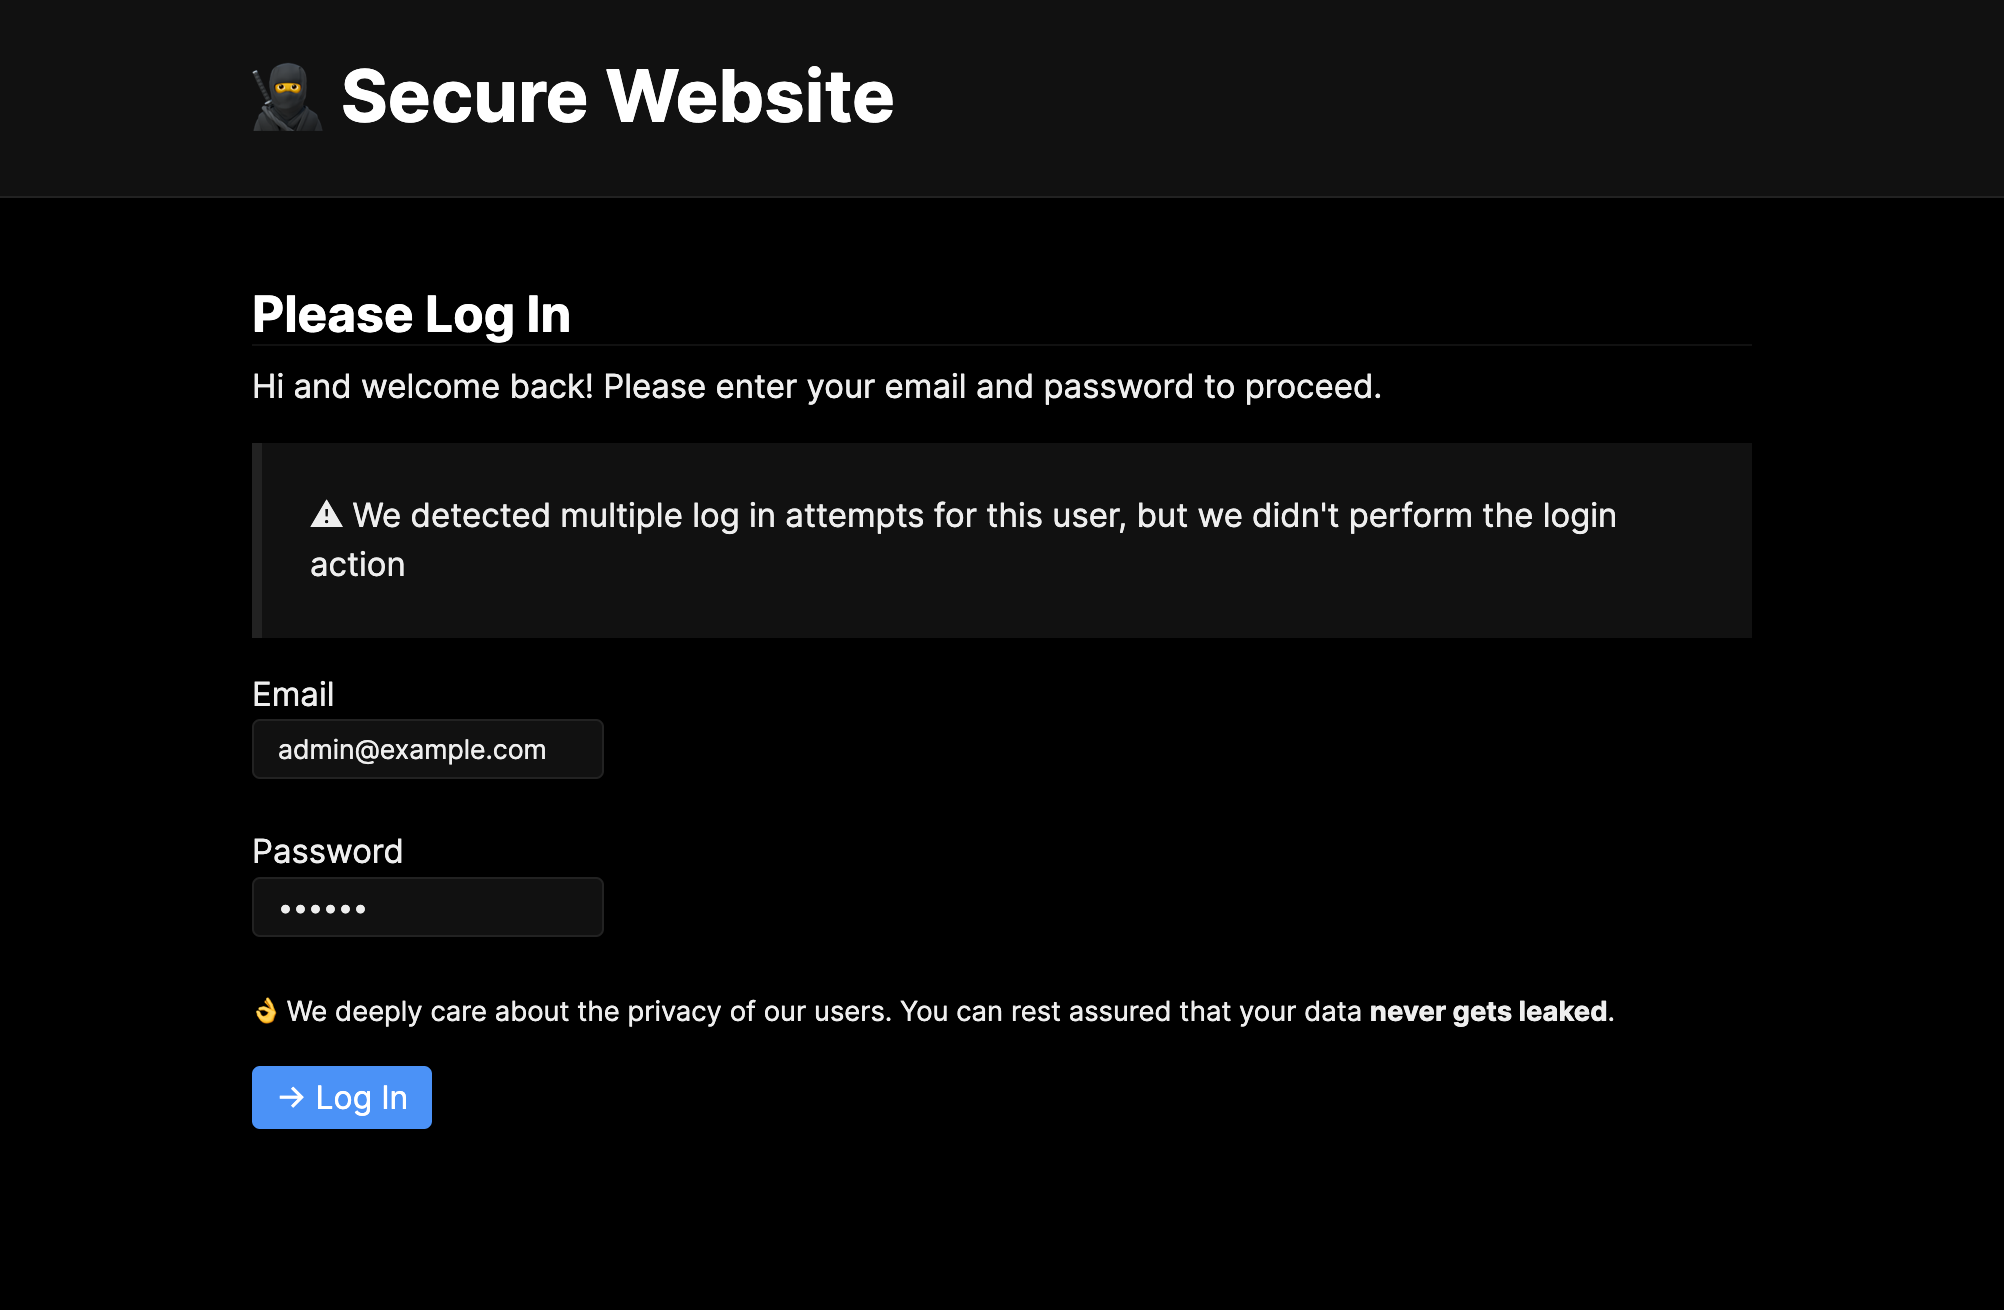 🥷 Secure Website
Please Log In
Hi and welcome back! Please enter your email and password to proceed.
⚠ We detected multiple log in attempts for this user, but we didn't perform the login
action
Email
admin@example.com
Password
••••••
👌 We deeply care about the privacy of our users. You can rest assured that your data never gets leaked.
→ Log In